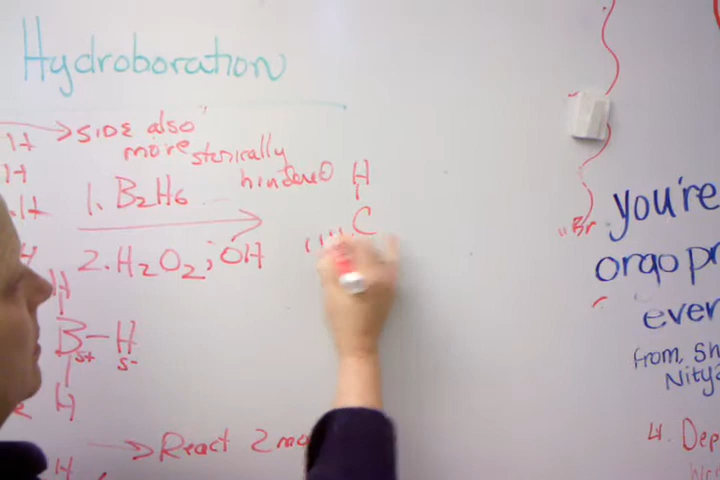 Hydroboration
H → SIDE also
more sterically
hindered
H
1. B2H6
H
C
2. H2O2; OH
H
B-H
δ+ δ-
H
→ React 2
H
"Br
you're
orgo pr
ever
from, Sh
Nitya
4. Dep